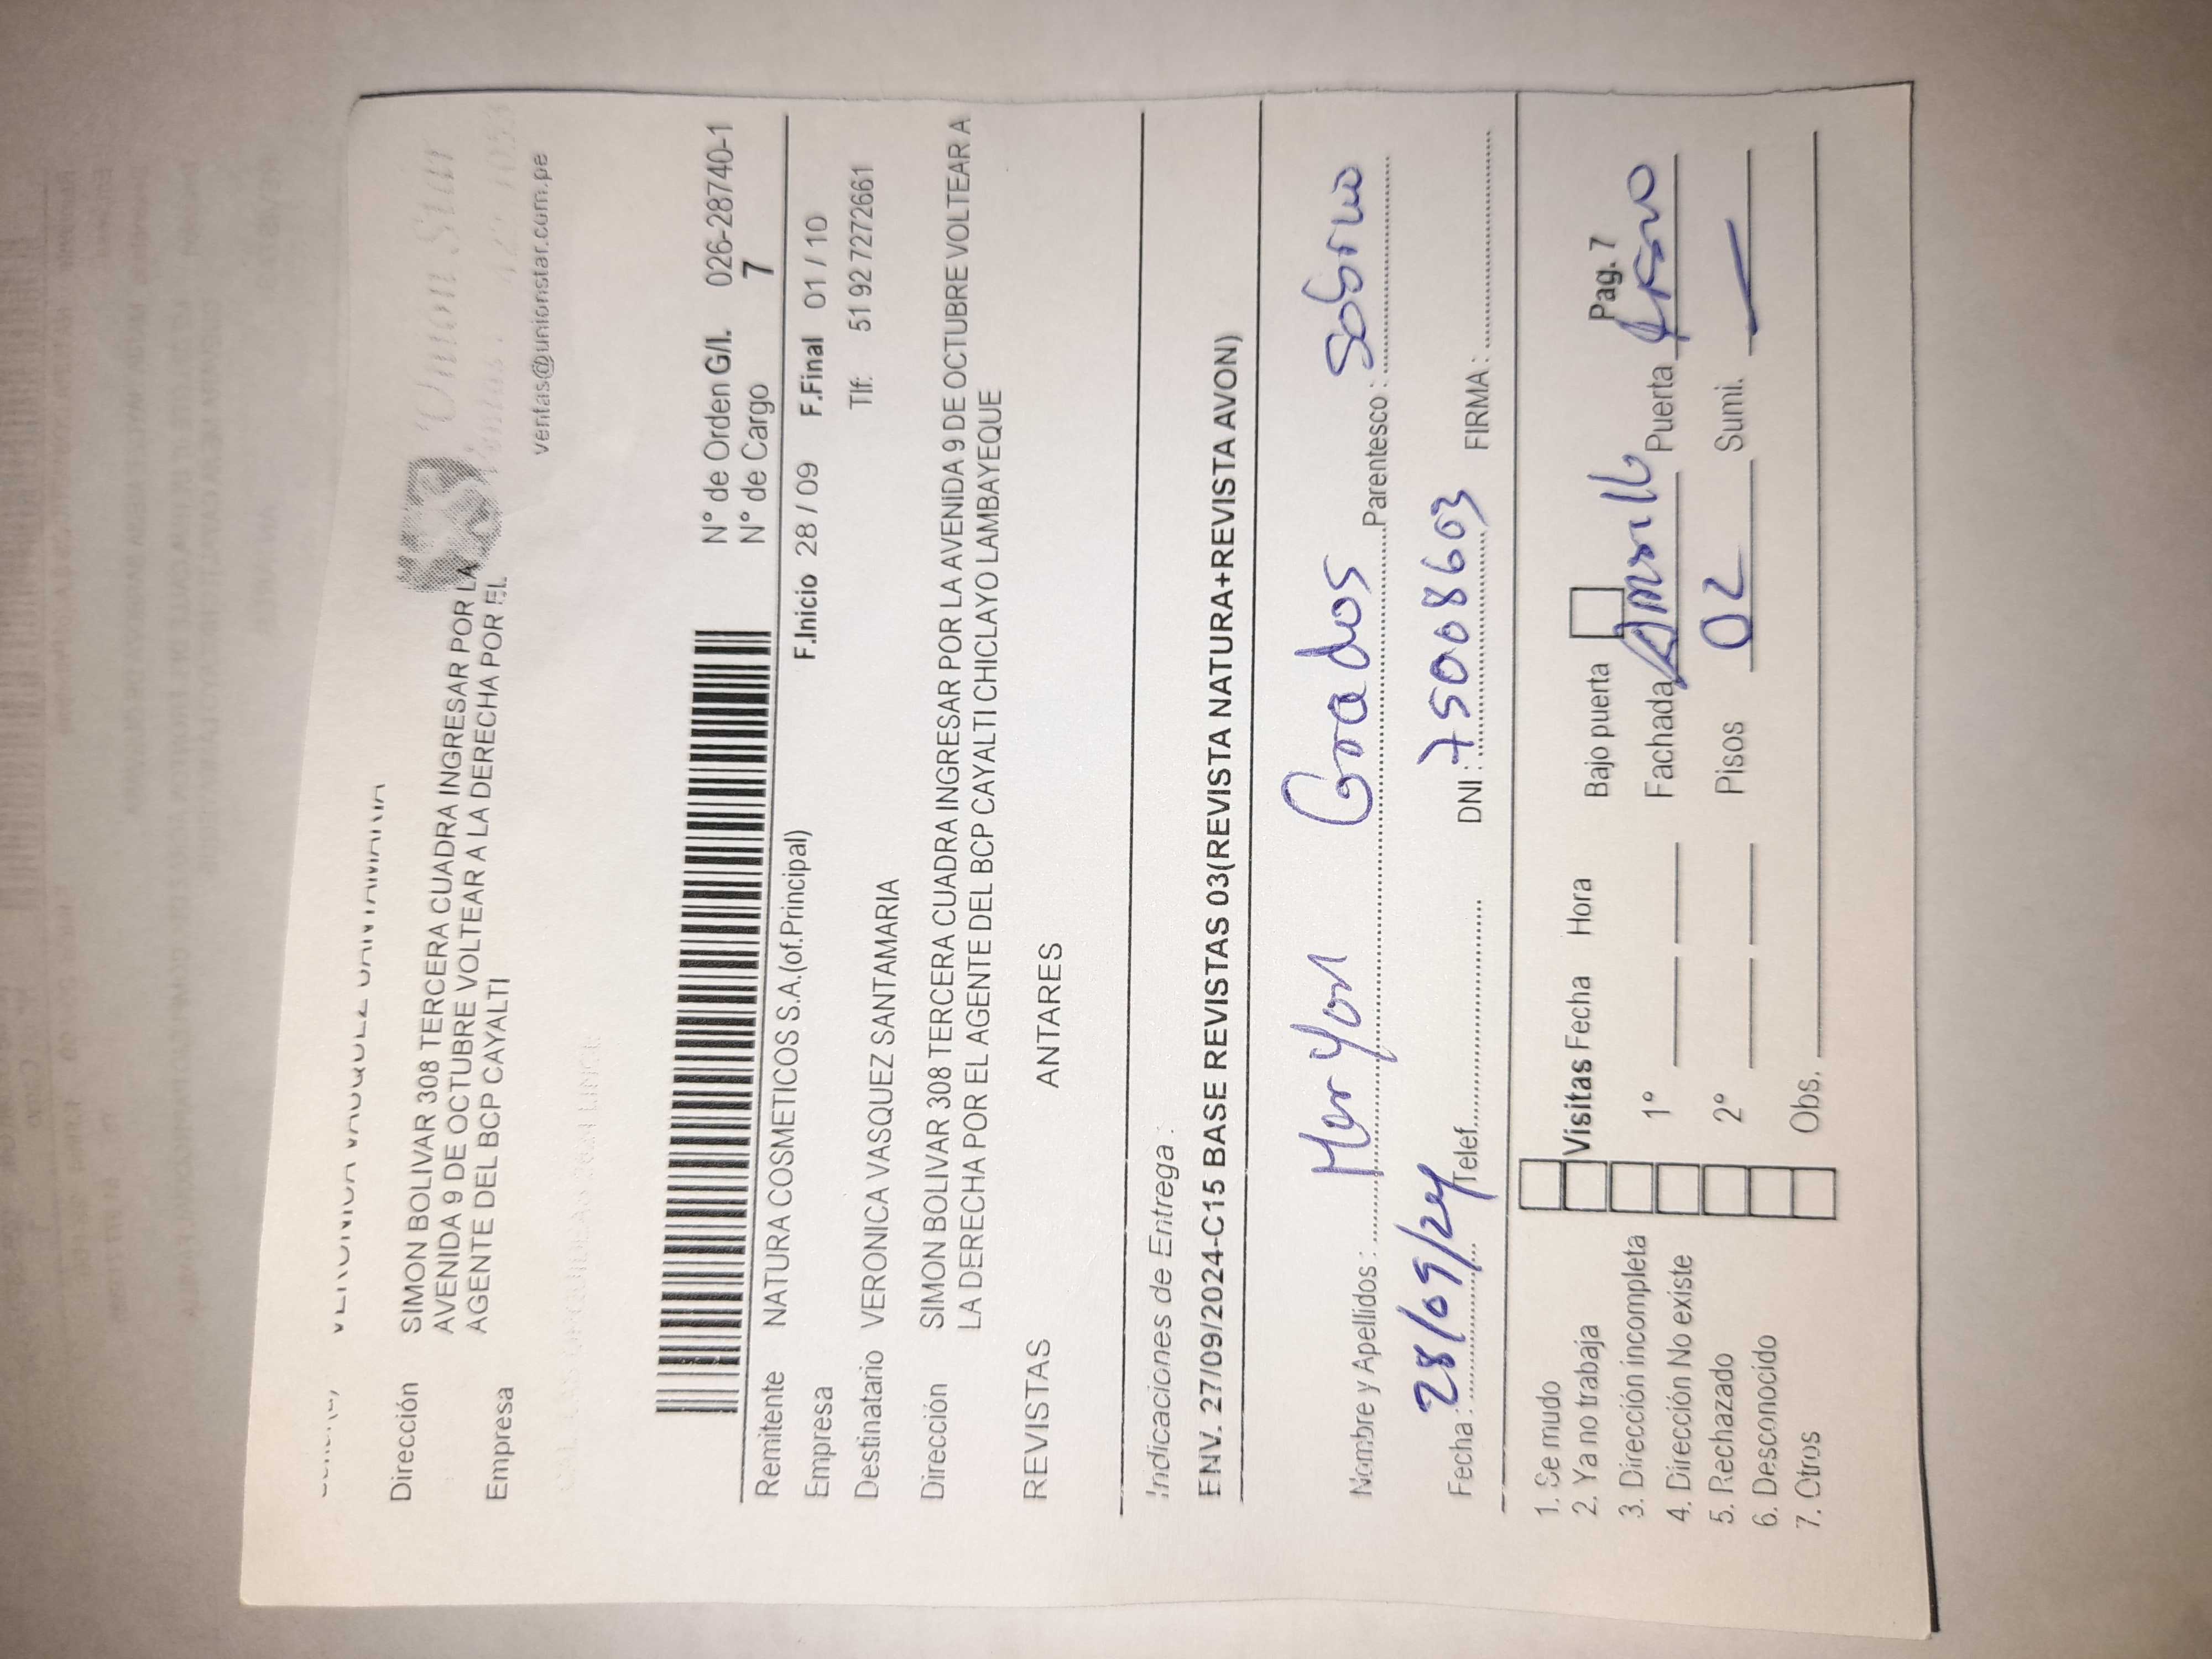 VERONICA VASQUEZ SANTAMARIA
Dirección SIMON BOLIVAR 308 TERCERA CUADRA INGRESAR POR LA
AVENIDA 9 DE OCTUBRE VOLTEAR A LA DERECHA POR EL
AGENTE DEL BCP CAYALTI
Empresa
Union Star
ventas@unionstar.com.pe
N° de Orden G/I. 026-28740-1
N° de Cargo 7
Remitente NATURA COSMETICOS S.A.(of.Principal)
Empresa F.Inicio 28 / 09 F.Final 01 / 10
Destinatario VERONICA VASQUEZ SANTAMARIA Tlf: 51 92 7272661
Dirección SIMON BOLIVAR 308 TERCERA CUADRA INGRESAR POR LA AVENIDA 9 DE OCTUBRE VOLTEAR A
LA DERECHA POR EL AGENTE DEL BCP CAYALTI CHICLAYO LAMBAYEQUE
REVISTAS ANTARES
Indicaciones de Entrega :
ENV. 27/09/2024-C15 BASE REVISTAS 03(REVISTA NATURA+REVISTA AVON)
Nombre y Apellidos : Maryori Grados Parentesco : Sobrino
Fecha : 28/09/24 Telef. DNI : 75008603 FIRMA :
1. Se mudo
2. Ya no trabaja
3. Dirección incompleta
4. Dirección No existe
5. Rechazado
6. Desconocido
7. Otros
Visitas Fecha Hora Bajo puerta Pag. 7
1° Fachada Amarillo Puerta
2° Pisos 02 Sumi. —
Obs.